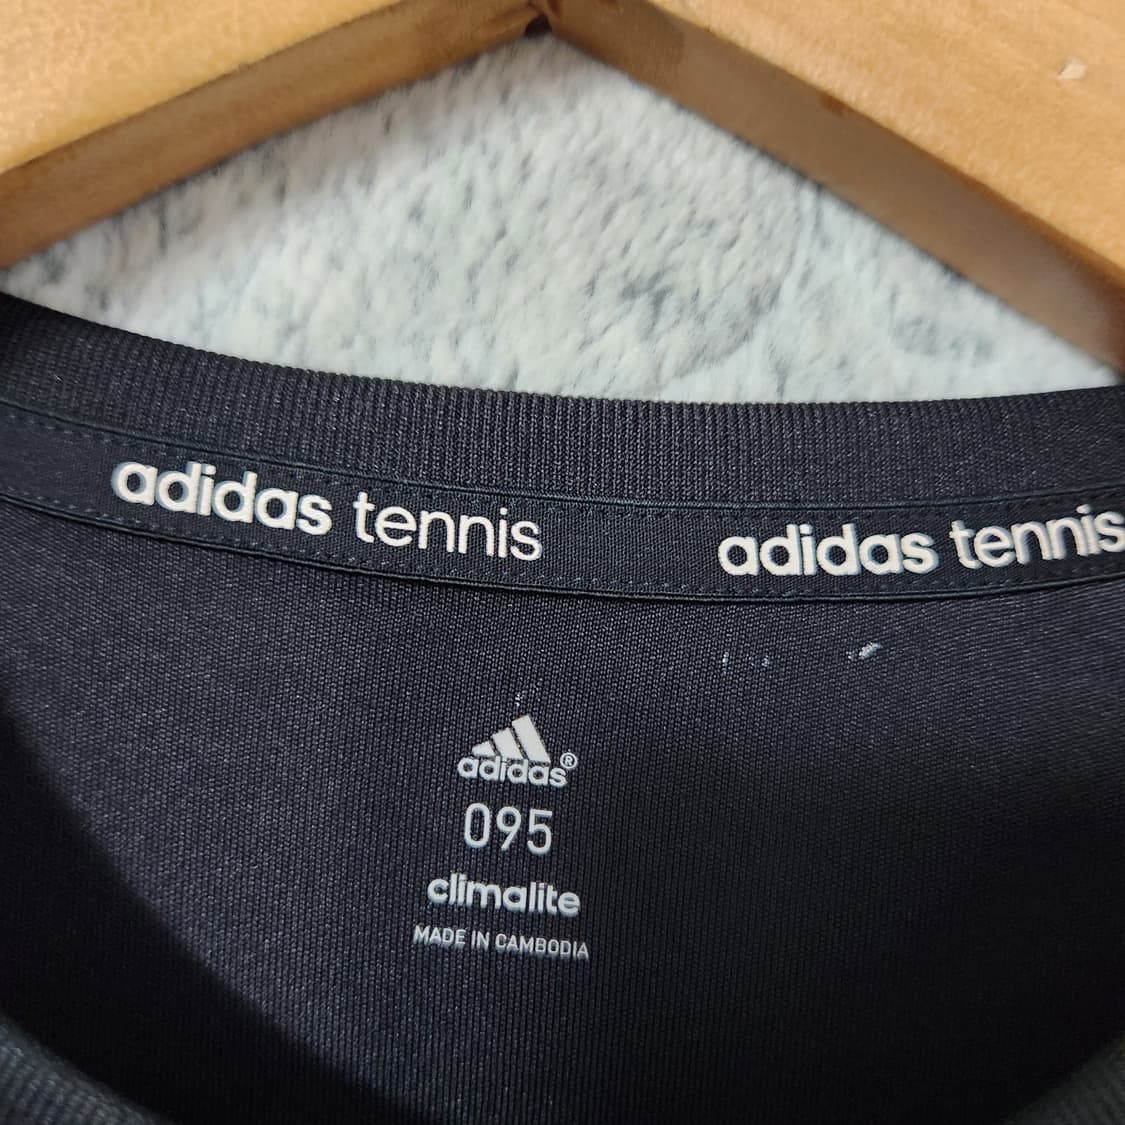 adidas tennis adidas tennis
adidas®
095
climalite
MADE IN CAMBODIA